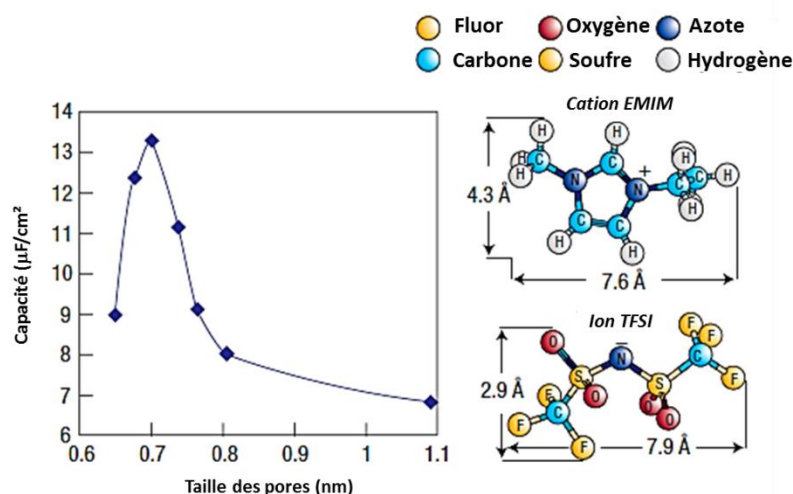 Fluor Oxygène Azote
Carbone Soufre Hydrogène
Capacité (µF/cm²)
14
13
12
11
10
9
8
7
6
0.6 0.7 0.8 0.9 1 1.1
Taille des pores (nm)
Cation EMIM
H
H
H
H
C
C
N
+
N
C
C
H
H
C
C
H
H
H
H
4.3 Å
7.6 Å
Ion TFSI
O
−
N
F
F
C
F
S
S
O
O
O
F
C
F
F
2.9 Å
7.9 Å